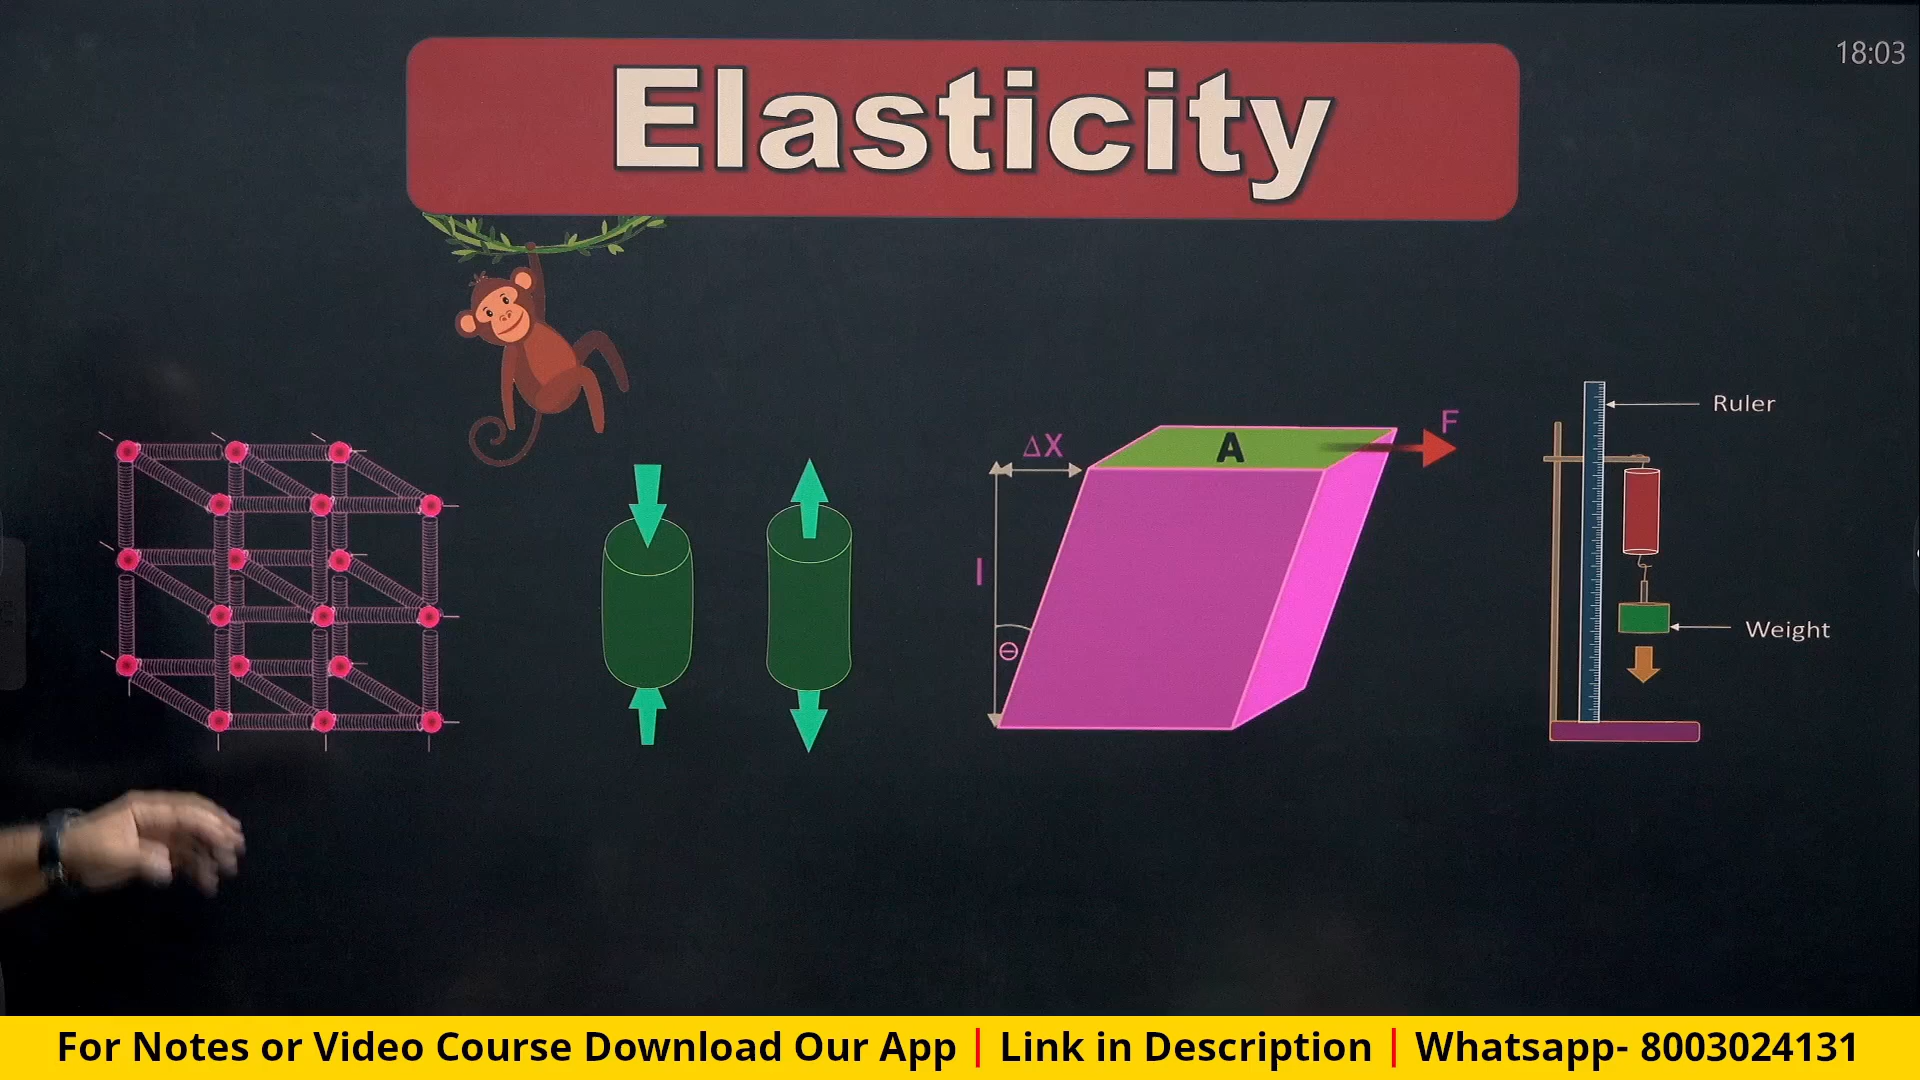 18:03
Elasticity
ΔX
A
F
l
Θ
Ruler
Weight
For Notes or Video Course Download Our App | Link in Description | Whatsapp- 8003024131